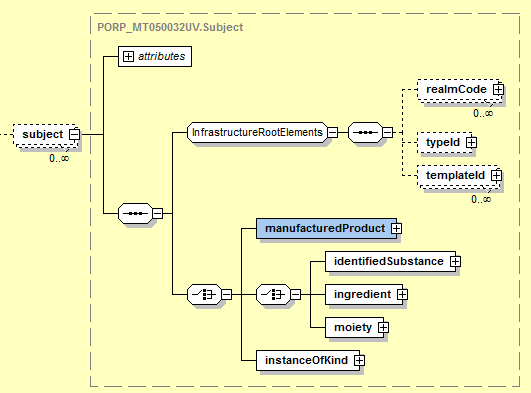 PORP_MT050032UV.Subject
attributes
subject
0..∞
InfrastructureRootElements
realmCode
0..∞
typeId
templateId
0..∞
manufacturedProduct
identifiedSubstance
ingredient
moiety
instanceOfKind